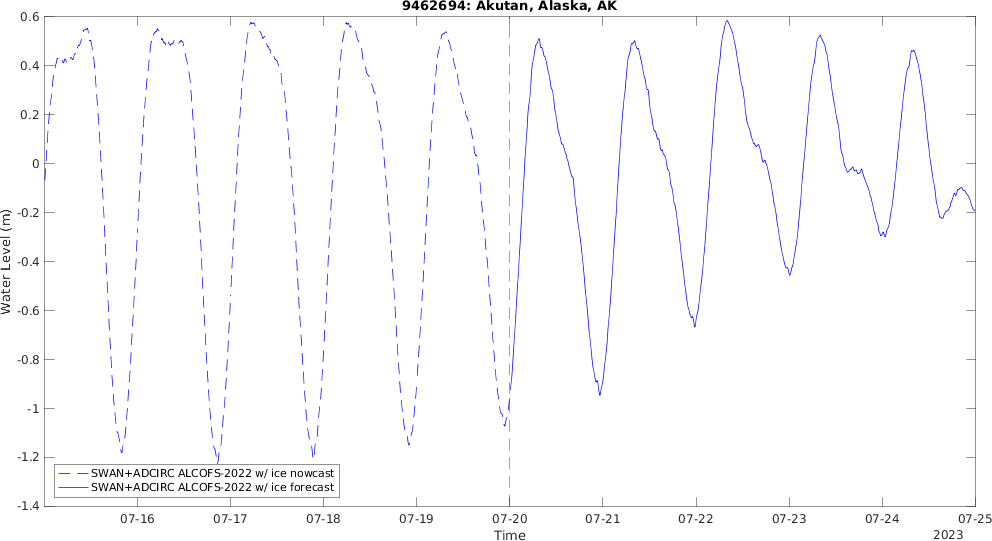 9462694: Akutan, Alaska, AK
Water Level (m)
0.6
0.4
0.2
0
-0.2
-0.4
-0.6
-0.8
-1
-1.2
-1.4
SWAN+ADCIRC ALCOFS-2022 w/ ice nowcast
SWAN+ADCIRC ALCOFS-2022 w/ ice forecast
07-16 07-17 07-18 07-19 07-20 07-21 07-22 07-23 07-24 07-25
Time
2023